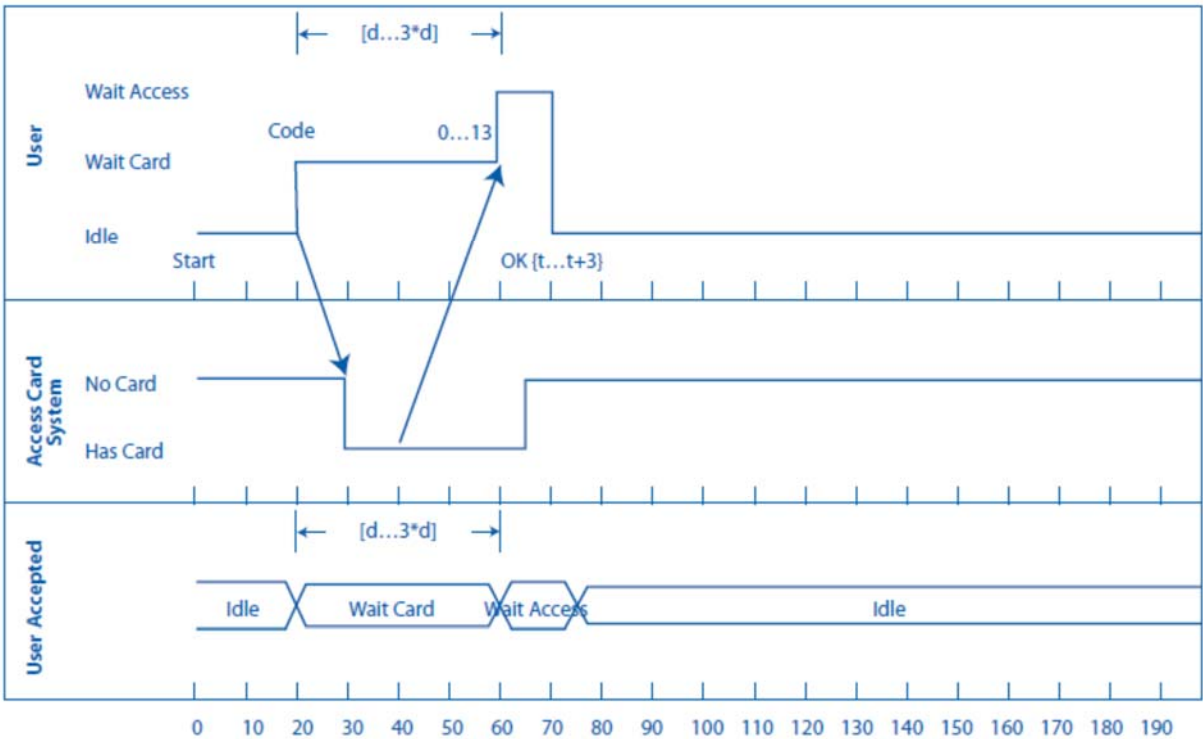 [d...3*d]
Wait Access
Code
0...13
Wait Card
User
Idle
Start
OK {t...t+3}
Access Card
System
No Card
Has Card
[d...3*d]
User Accepted
Idle
Wait Card
Wait Access
Idle
0 10 20 30 40 50 60 70 80 90 100 110 120 130 140 150 160 170 180 190